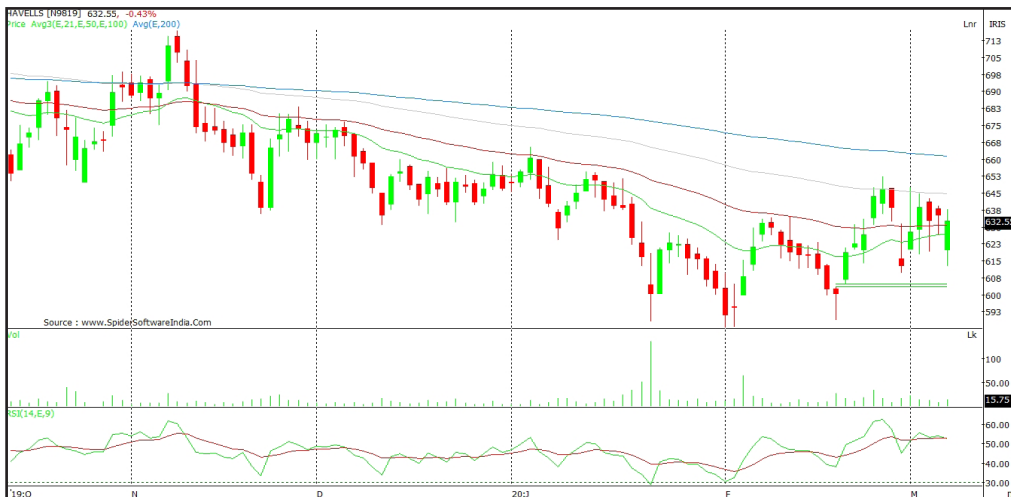 HAVELLS [N9819] 632.55, -0.43%
Price Avg3(E,21,E,50,E,100) Avg(E,200)
Lnr
IRIS
713
705
698
690
683
675
668
660
653
645
638
632.55
623
615
608
600
593
Source : www.SpiderSoftwareIndia.Com
Vol
Lk
100
50.00
15.75
RSI(14,E,9)
60.00
50.00
40.00
30.00
'19:O N D 20:J F M